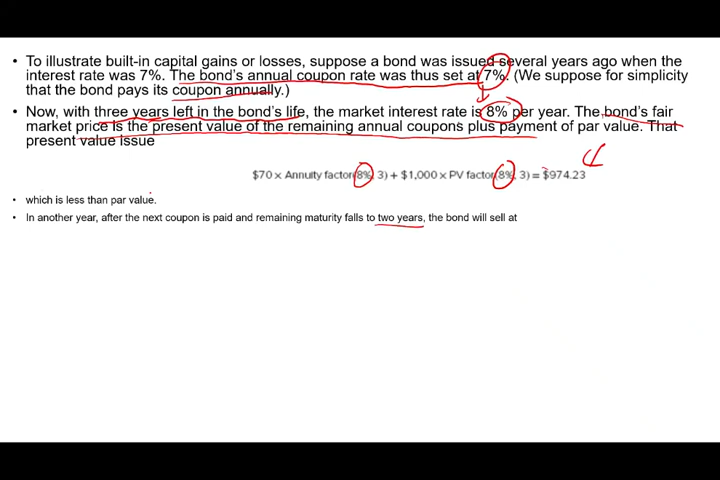 • To illustrate built-in capital gains or losses, suppose a bond was issued several years ago when the
interest rate was 7%. The bond's annual coupon rate was thus set at 7%. (We suppose for simplicity
that the bond pays its coupon annually.)
• Now, with three years left in the bond's life, the market interest rate is 8% per year. The bond's fair
market price is the present value of the remaining annual coupons plus payment of par value. That
present value issue
$70 × Annuity factor(8%, 3) + $1,000 × PV factor(8%, 3) = $974.23
• which is less than par value.
• In another year, after the next coupon is paid and remaining maturity falls to two years, the bond will sell at